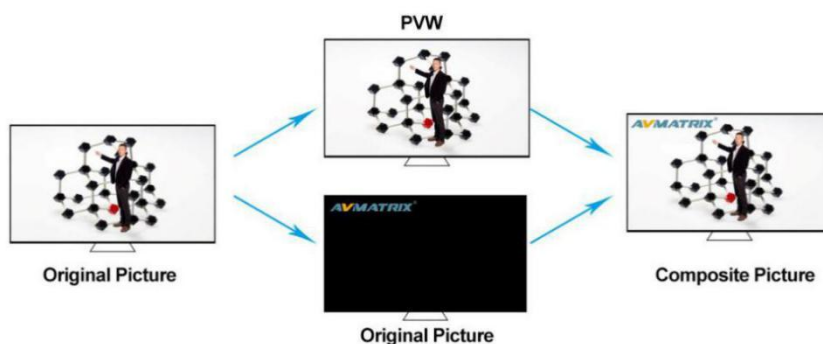 PVW
AVMATRIX®
Original Picture
AVMATRIX®
Composite Picture
Original Picture